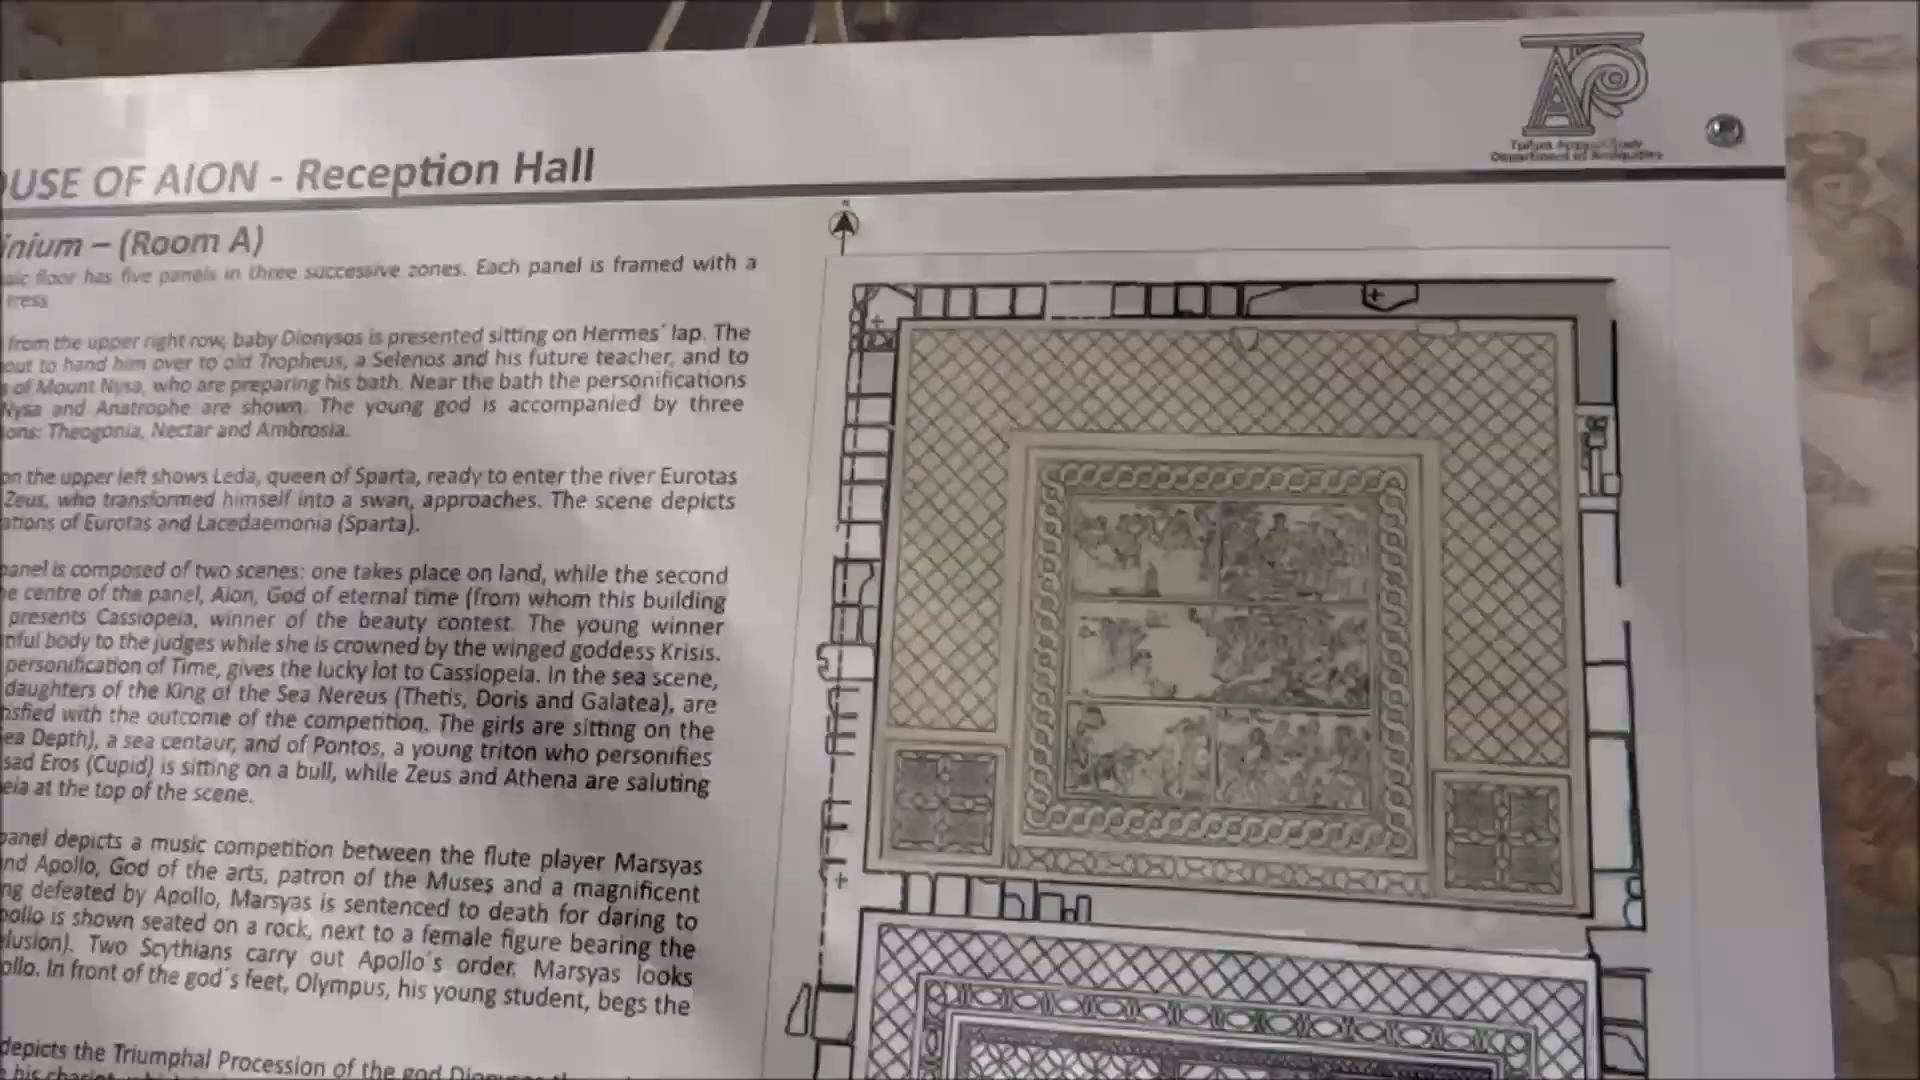 OUSE OF AION - Reception Hall
Department of Antiquities
inium – (Room A)
aic floor has five panels in three successive zones. Each panel is framed with a
tress
from the upper right row, baby Dionysos is presented sitting on Hermes' lap. The
out to hand him over to old Tropheus, a Selenos and his future teacher, and to
of Mount Nysa, who are preparing his bath. Near the bath the personifications
Nysa and Anatrophe are shown. The young god is accompanied by three
ons: Theogonia, Nectar and Ambrosia.
on the upper left shows Leda, queen of Sparta, ready to enter the river Eurotas
Zeus, who transformed himself into a swan, approaches. The scene depicts
ations of Eurotas and Lacedaemonia (Sparta).
panel is composed of two scenes: one takes place on land, while the second
e centre of the panel, Aion, God of eternal time (from whom this building
presents Cassiopeia, winner of the beauty contest. The young winner
tiful body to the judges while she is crowned by the winged goddess Krisis.
personification of Time, gives the lucky lot to Cassiopeia. In the sea scene,
daughters of the King of the Sea Nereus (Thetis, Doris and Galatea), are
tisfied with the outcome of the competition. The girls are sitting on the
ea Depth), a sea centaur, and of Pontos, a young triton who personifies
sad Eros (Cupid) is sitting on a bull, while Zeus and Athena are saluting
eia at the top of the scene.
panel depicts a music competition between the flute player Marsyas
nd Apollo, God of the arts, patron of the Muses and a magnificent
ng defeated by Apollo, Marsyas is sentenced to death for daring to
pollo is shown seated on a rock, next to a female figure bearing the
elusion). Two Scythians carry out Apollo's order. Marsyas looks
ollo. In front of the god's feet, Olympus, his young student, begs the
depicts the Triumphal Procession of the god
his chariot,
N